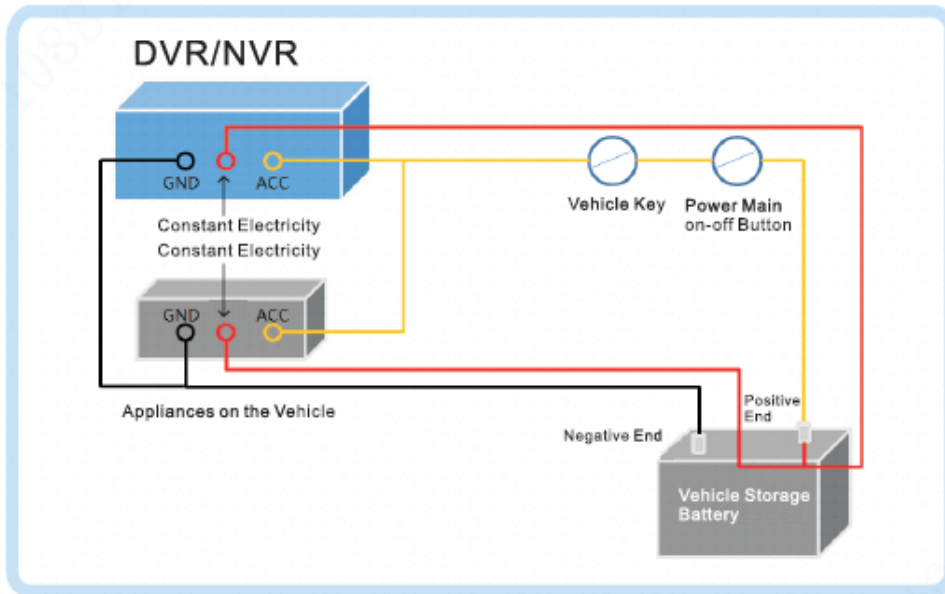 DVR/NVR
GND
ACC
Constant Electricity
Constant Electricity
Vehicle Key
Power Main
on-off Button
GND
ACC
Appliances on the Vehicle
Negative End
Positive
End
Vehicle Storage
Battery